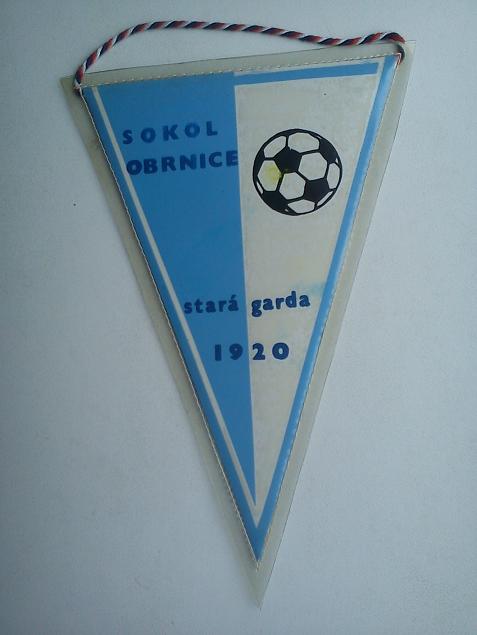 SOKOL
OBRNICE
stará garda
1920